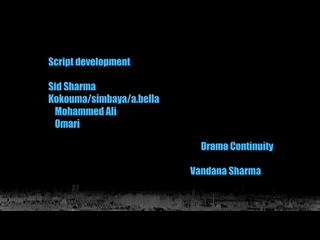 Script development
Sid Sharma
Kokouma/simbaya/a.bella
Mohammed Ali
Omari
Drama Continuity
Vandana Sharma